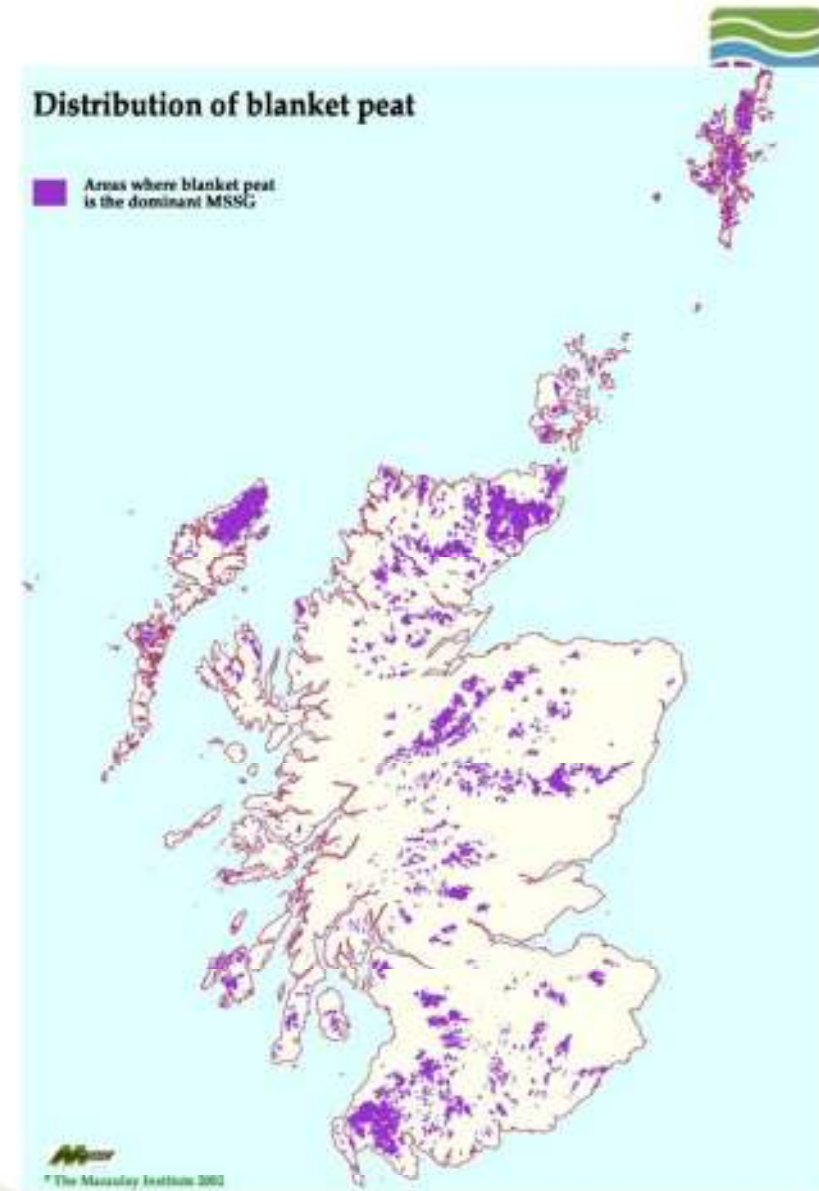 Distribution of blanket peat
Areas where blanket peat
is the dominant MSSG
© The Macaulay Institute 2002